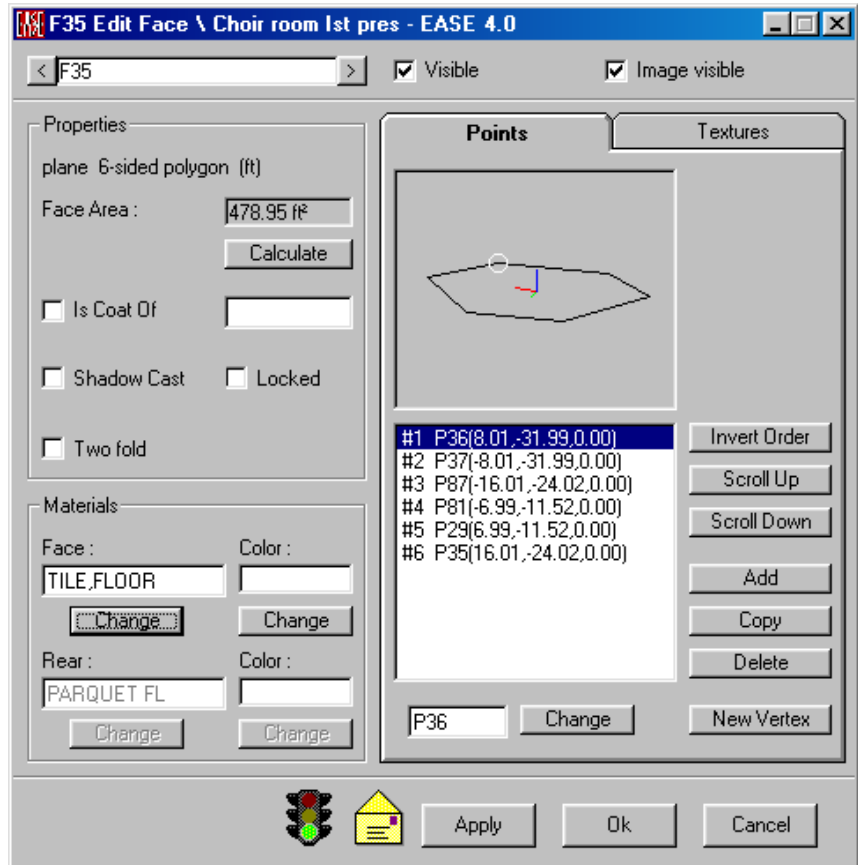 F35 Edit Face \ Choir room Ist pres - EASE 4.0
< F35 >
Visible
Image visible
Properties
plane 6-sided polygon (ft)
Face Area :
478.95 ft²
Calculate
Is Coat Of
Shadow Cast
Locked
Two fold
Materials
Face :
Color :
TILE,FLOOR
Change
Change
Rear :
Color :
PARQUET FL
Change
Change
Points
Textures
#1 P36(8.01,-31.99,0.00)
#2 P37(-8.01,-31.99,0.00)
#3 P87(-16.01,-24.02,0.00)
#4 P81(-6.99,-11.52,0.00)
#5 P29(6.99,-11.52,0.00)
#6 P35(16.01,-24.02,0.00)
Invert Order
Scroll Up
Scroll Down
Add
Copy
Delete
P36
Change
New Vertex
Apply
Ok
Cancel